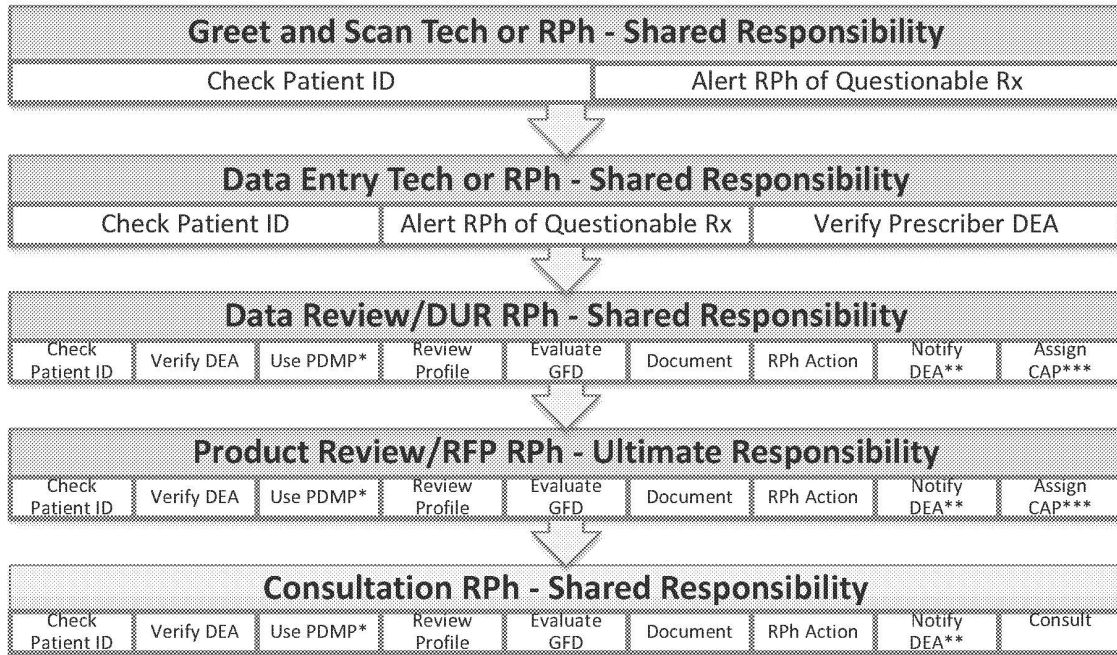 Greet and Scan Tech or RPh - Shared Responsibility
Check Patient ID
Alert RPh of Questionable Rx
Data Entry Tech or RPh - Shared Responsibility
Check Patient ID
Alert RPh of Questionable Rx
Verify Prescriber DEA
Data Review/DUR RPh - Shared Responsibility
Check
Patient ID
Verify DEA
Use PDMP*
Review
Profile
Evaluate
GFD
Document
RPh Action
Notify
DEA**
Assign
CAP***
Product Review/RFP RPh - Ultimate Responsibility
Check
Patient ID
Verify DEA
Use PDMP*
Review
Profile
Evaluate
GFD
Document
RPh Action
Notify
DEA**
Assign
CAP***
Consultation RPh - Shared Responsibility
Check
Patient ID
Verify DEA
Use PDMP*
Review
Profile
Evaluate
GFD
Document
RPh Action
Notify
DEA**
Consult